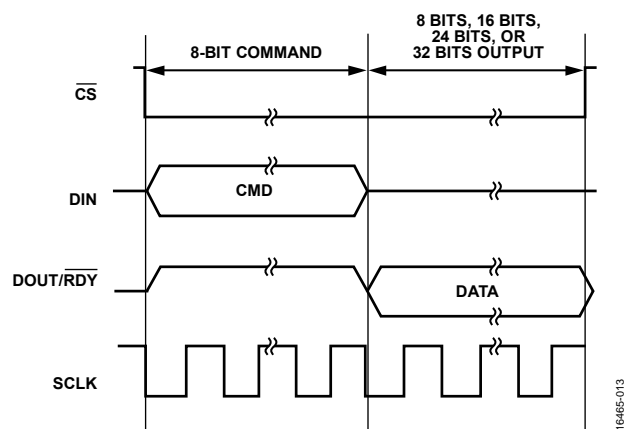 8 BITS, 16 BITS,
24 BITS, OR
32 BITS OUTPUT
8-BIT COMMAND
CS
DIN
CMD
DOUT/RDY
DATA
SCLK
16465-013